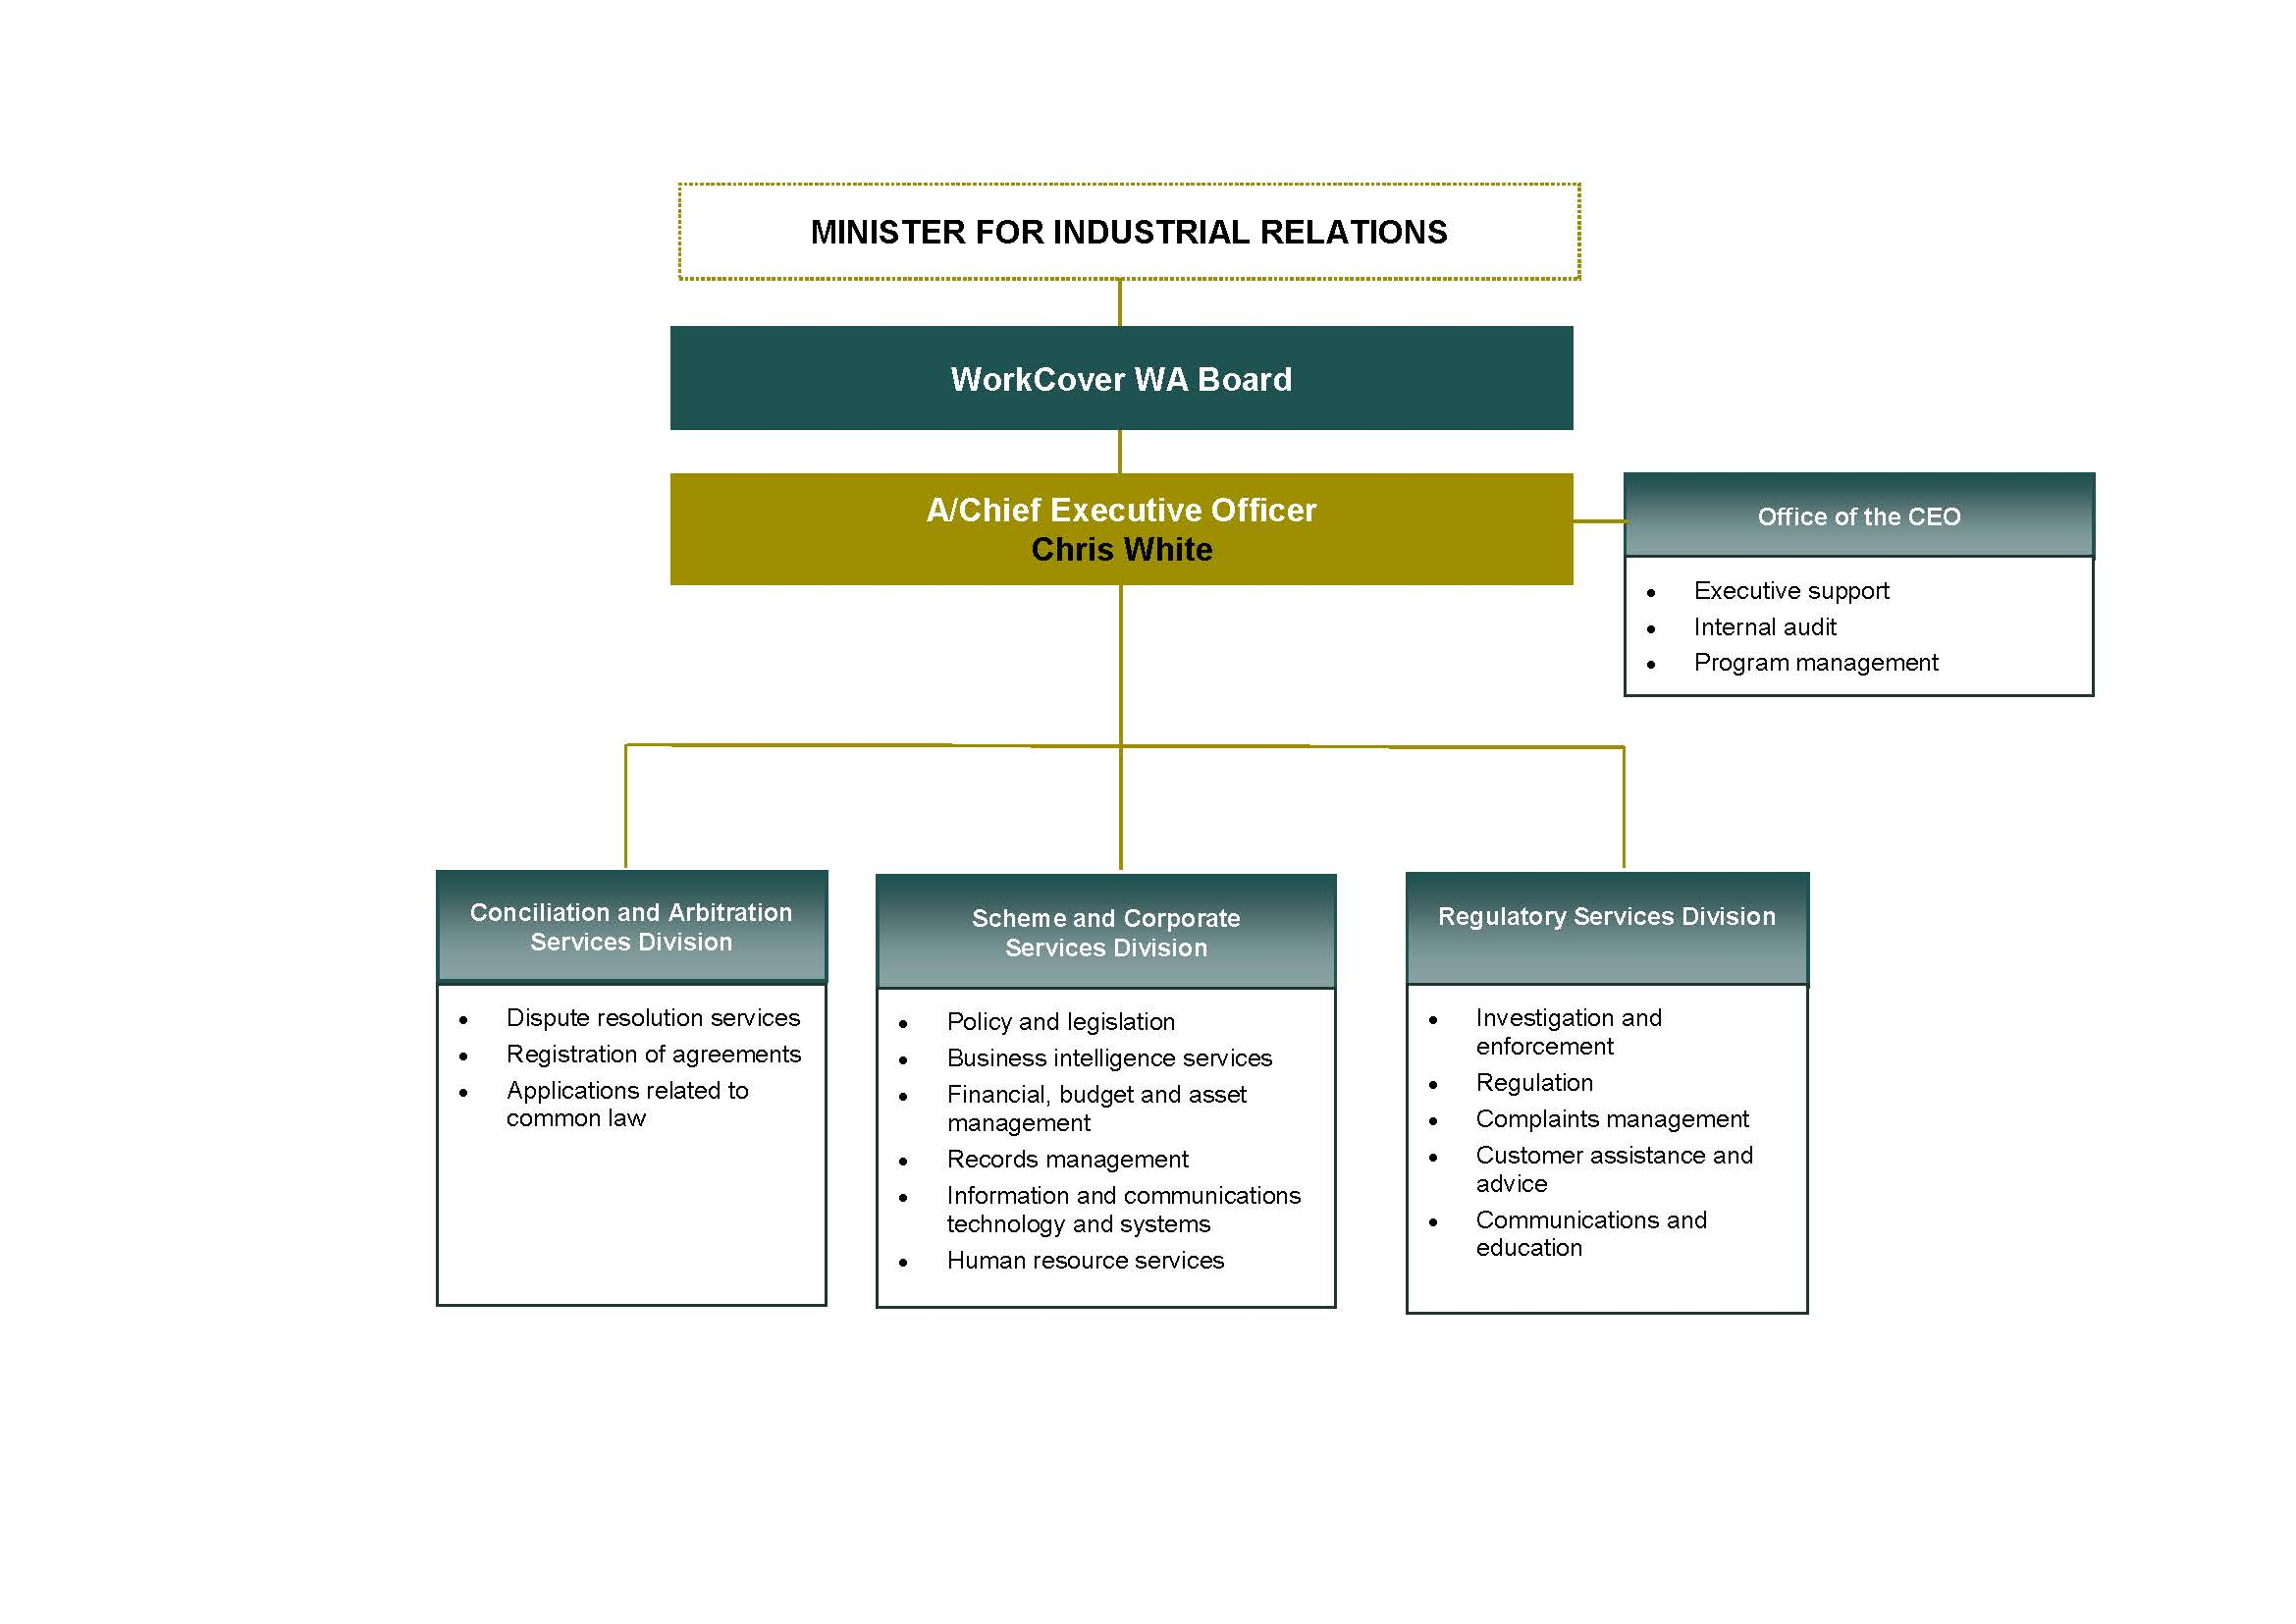 MINISTER FOR INDUSTRIAL RELATIONS
WorkCover WA Board
A/Chief Executive Officer
Chris White
Office of the CEO
• Executive support
• Internal audit
• Program management
Conciliation and Arbitration
Services Division
• Dispute resolution services
• Registration of agreements
• Applications related to
common law
Scheme and Corporate
Services Division
• Policy and legislation
• Business intelligence services
• Financial, budget and asset
management
• Records management
• Information and communications
technology and systems
• Human resource services
Regulatory Services Division
• Investigation and
enforcement
• Regulation
• Complaints management
• Customer assistance and
advice
• Communications and
education